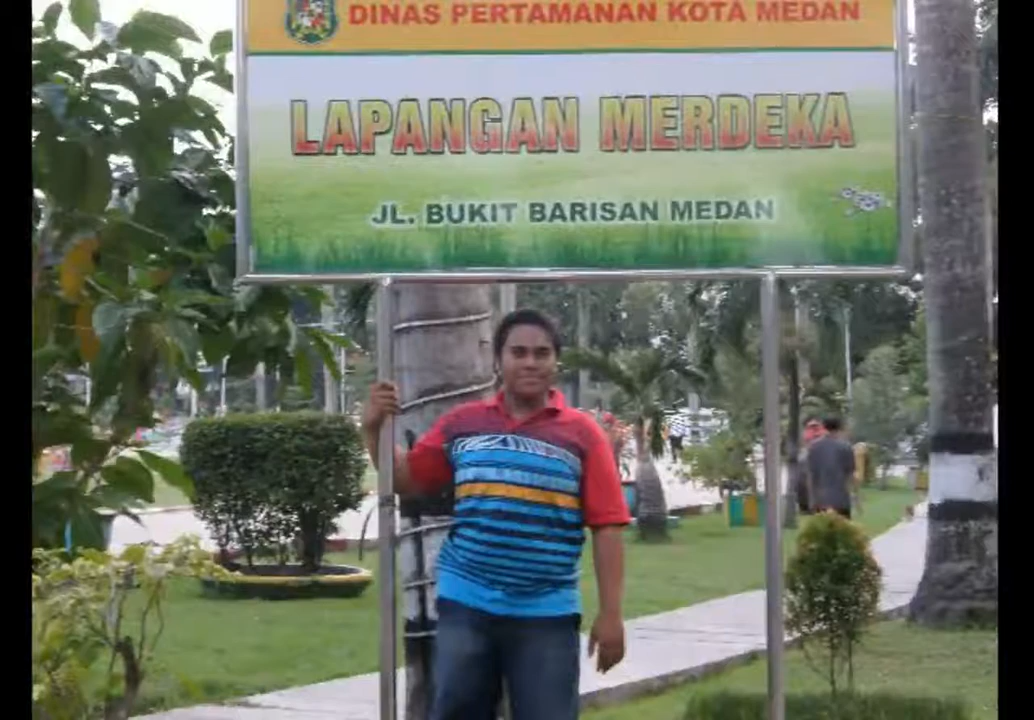 DINAS PERTAMANAN KOTA MEDAN
LAPANGAN MERDEKA
JL. BUKIT BARISAN MEDAN